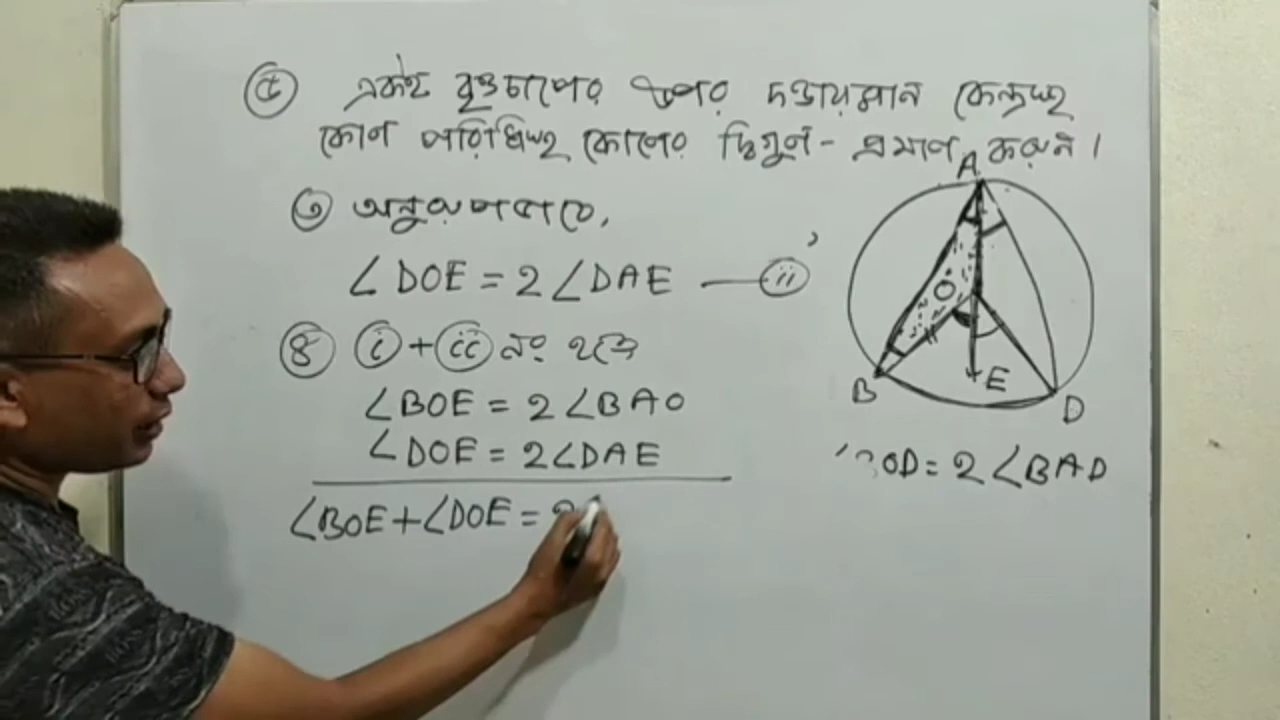 ৫ একই বৃত্তচাপের উপর দণ্ডায়মান কেন্দ্রস্থ
কোণ পরিধিস্থ কোণের দ্বিগুণ - প্রমাণ করুন।
৩ অনুরূপভাবে,
∠DOE = 2∠DAE — ii
৪ i + ii নং হতে
∠BOE = 2∠BAO
∠DOE = 2∠DAE
∠BOE + ∠DOE = 2
A
O
B
E
D
OD = 2∠BAD